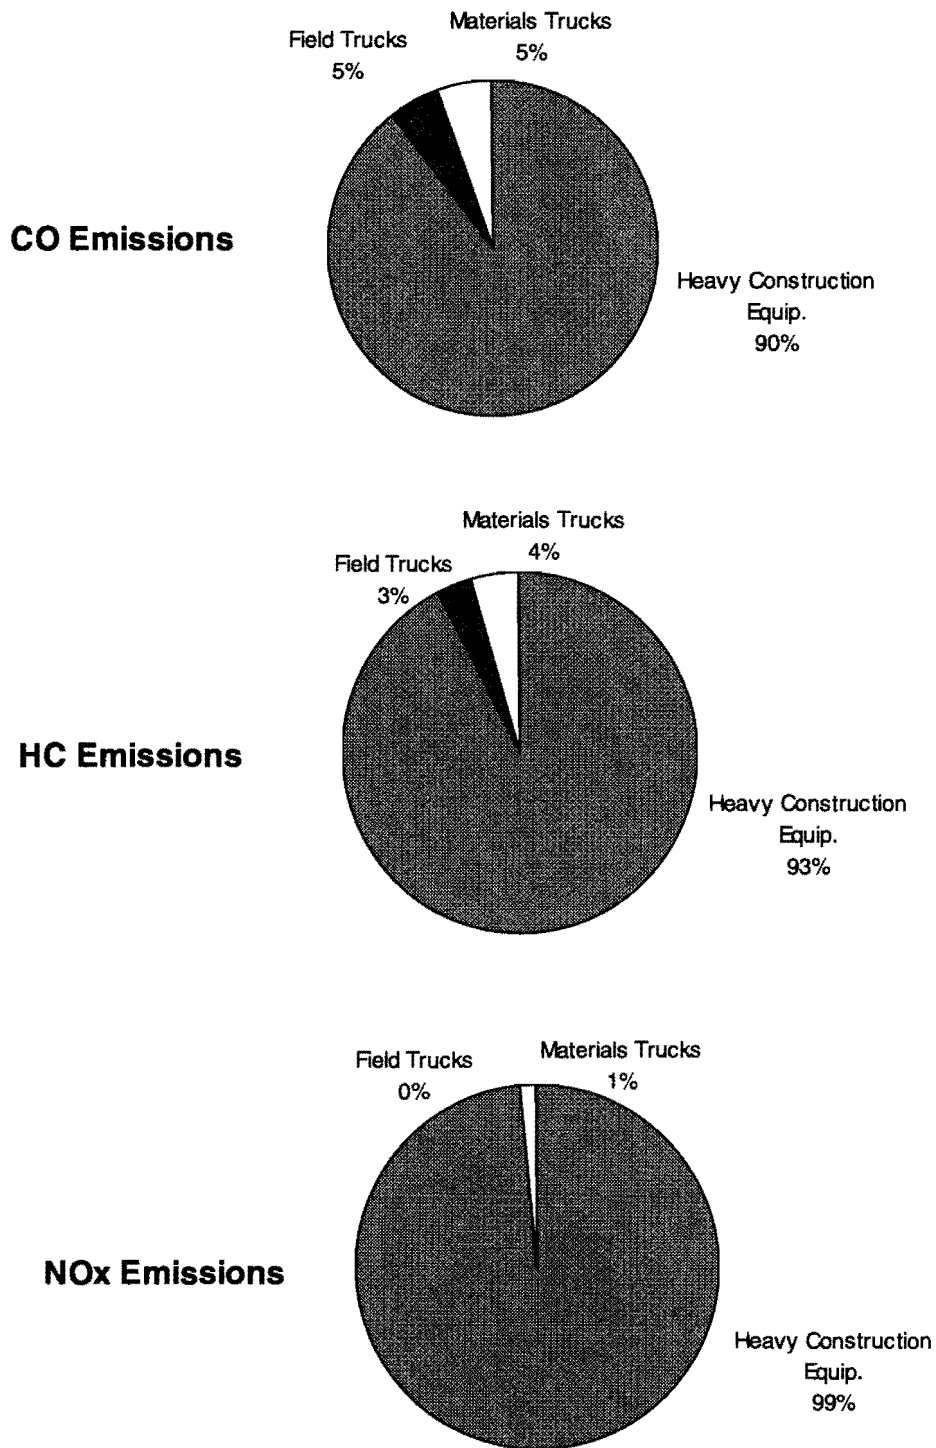 Materials Trucks
5%
Field Trucks
5%
CO Emissions
Heavy Construction
Equip.
90%
Materials Trucks
4%
Field Trucks
3%
HC Emissions
Heavy Construction
Equip.
93%
Field Trucks
0%
Materials Trucks
1%
NOx Emissions
Heavy Construction
Equip.
99%